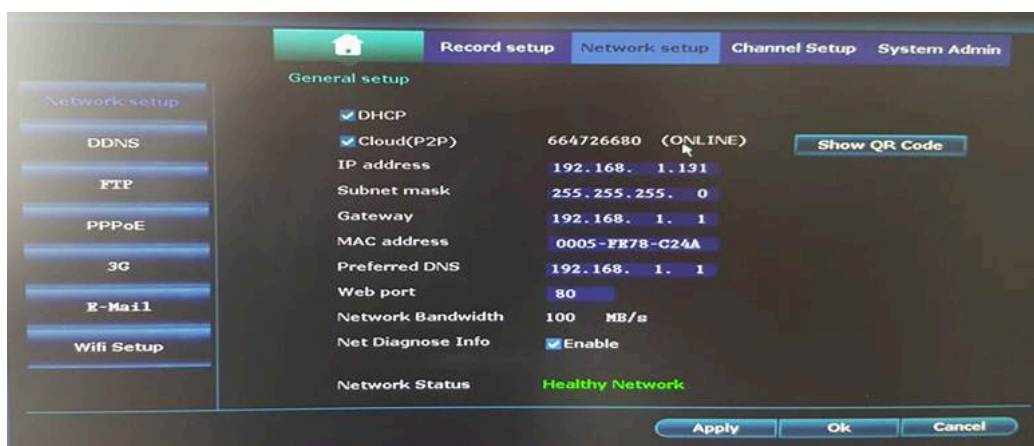 Record setup Network setup Channel Setup System Admin
General setup
Network setup
DDNS
FTP
PPPoE
3G
E-Mail
Wifi Setup
DHCP
Cloud(P2P) 664726680 (ONLINE) Show QR Code
IP address 192.168. 1.131
Subnet mask 255.255.255. 0
Gateway 192.168. 1. 1
MAC address 0005-FE78-C24A
Preferred DNS 192.168. 1. 1
Web port 80
Network Bandwidth 100 MB/s
Net Diagnose Info Enable
Network Status Healthy Network
Apply Ok Cancel